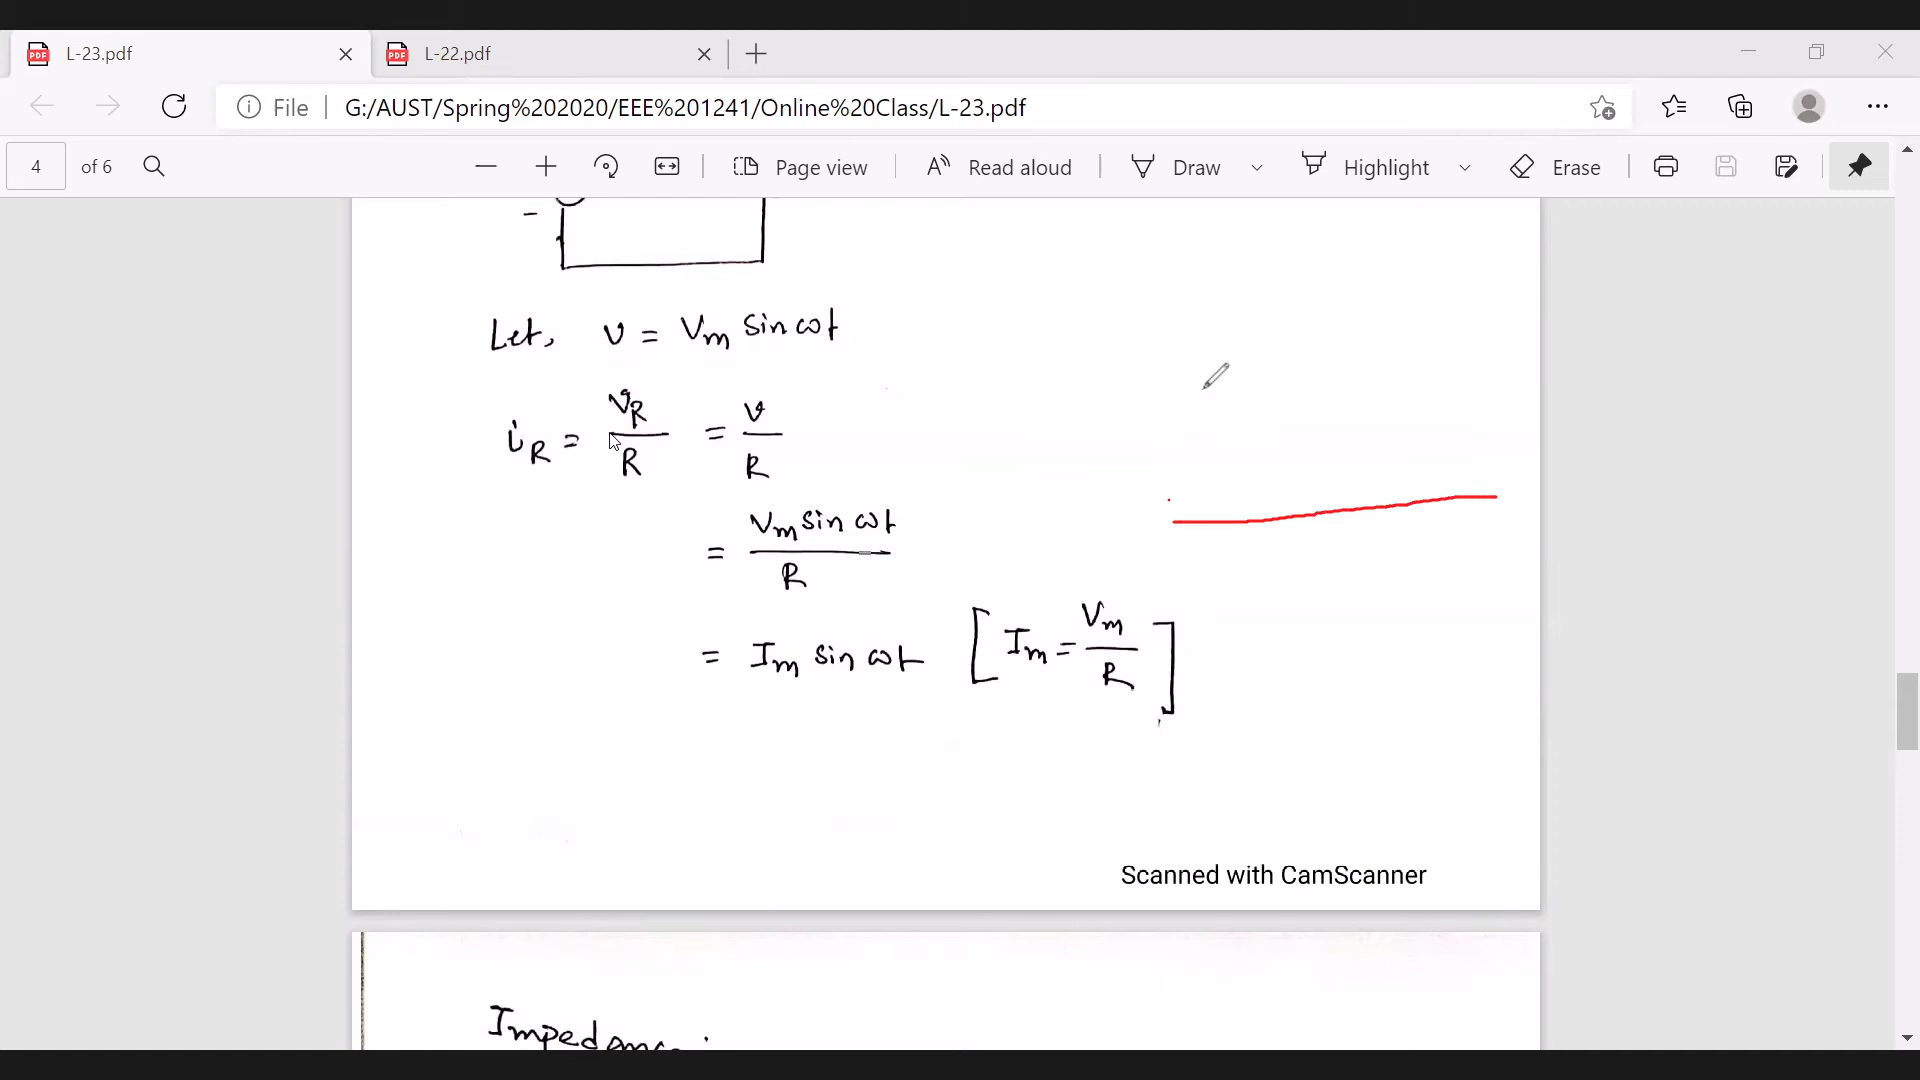 L-23.pdf
L-22.pdf
File
G:/AUST/Spring%202020/EEE%201241/Online%20Class/L-23.pdf
4 of 6
Page view
Read aloud
Draw
Highlight
Erase
Let, v = Vm sin ωt
iR = vR/R = v/R
= Vm sin ωt / R
= Im sin ωt [Im = Vm/R]
Scanned with CamScanner
Impedance :